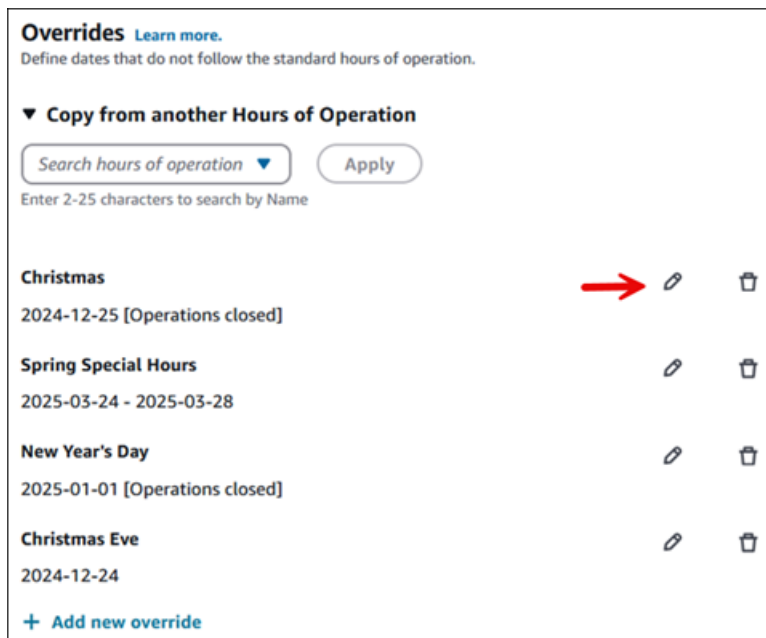 Overrides Learn more.
Define dates that do not follow the standard hours of operation.
▼ Copy from another Hours of Operation
Search hours of operation ▼ Apply
Enter 2-25 characters to search by Name
Christmas
2024-12-25 [Operations closed]
Spring Special Hours
2025-03-24 - 2025-03-28
New Year's Day
2025-01-01 [Operations closed]
Christmas Eve
2024-12-24
+ Add new override